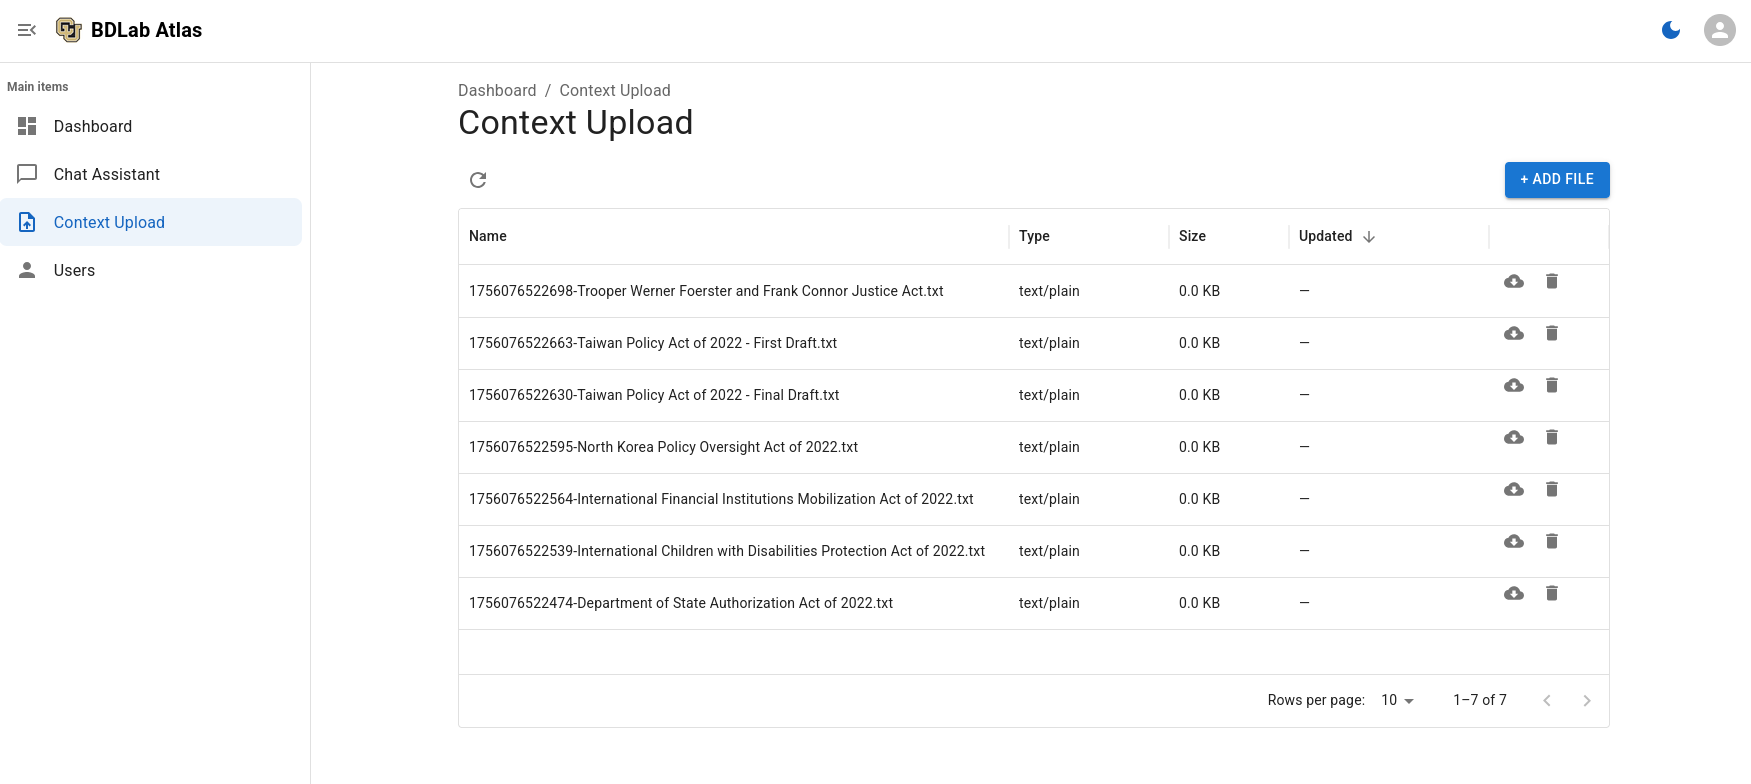 BDLab Atlas
Main items
Dashboard
Chat Assistant
Context Upload
Users
Dashboard / Context Upload
Context Upload
+ ADD FILE
Name Type Size Updated
1756076522698-Trooper Werner Foerster and Frank Connor Justice Act.txt text/plain 0.0 KB —
1756076522663-Taiwan Policy Act of 2022 - First Draft.txt text/plain 0.0 KB —
1756076522630-Taiwan Policy Act of 2022 - Final Draft.txt text/plain 0.0 KB —
1756076522595-North Korea Policy Oversight Act of 2022.txt text/plain 0.0 KB —
1756076522564-International Financial Institutions Mobilization Act of 2022.txt text/plain 0.0 KB —
1756076522539-International Children with Disabilities Protection Act of 2022.txt text/plain 0.0 KB —
1756076522474-Department of State Authorization Act of 2022.txt text/plain 0.0 KB —
Rows per page: 10 1–7 of 7